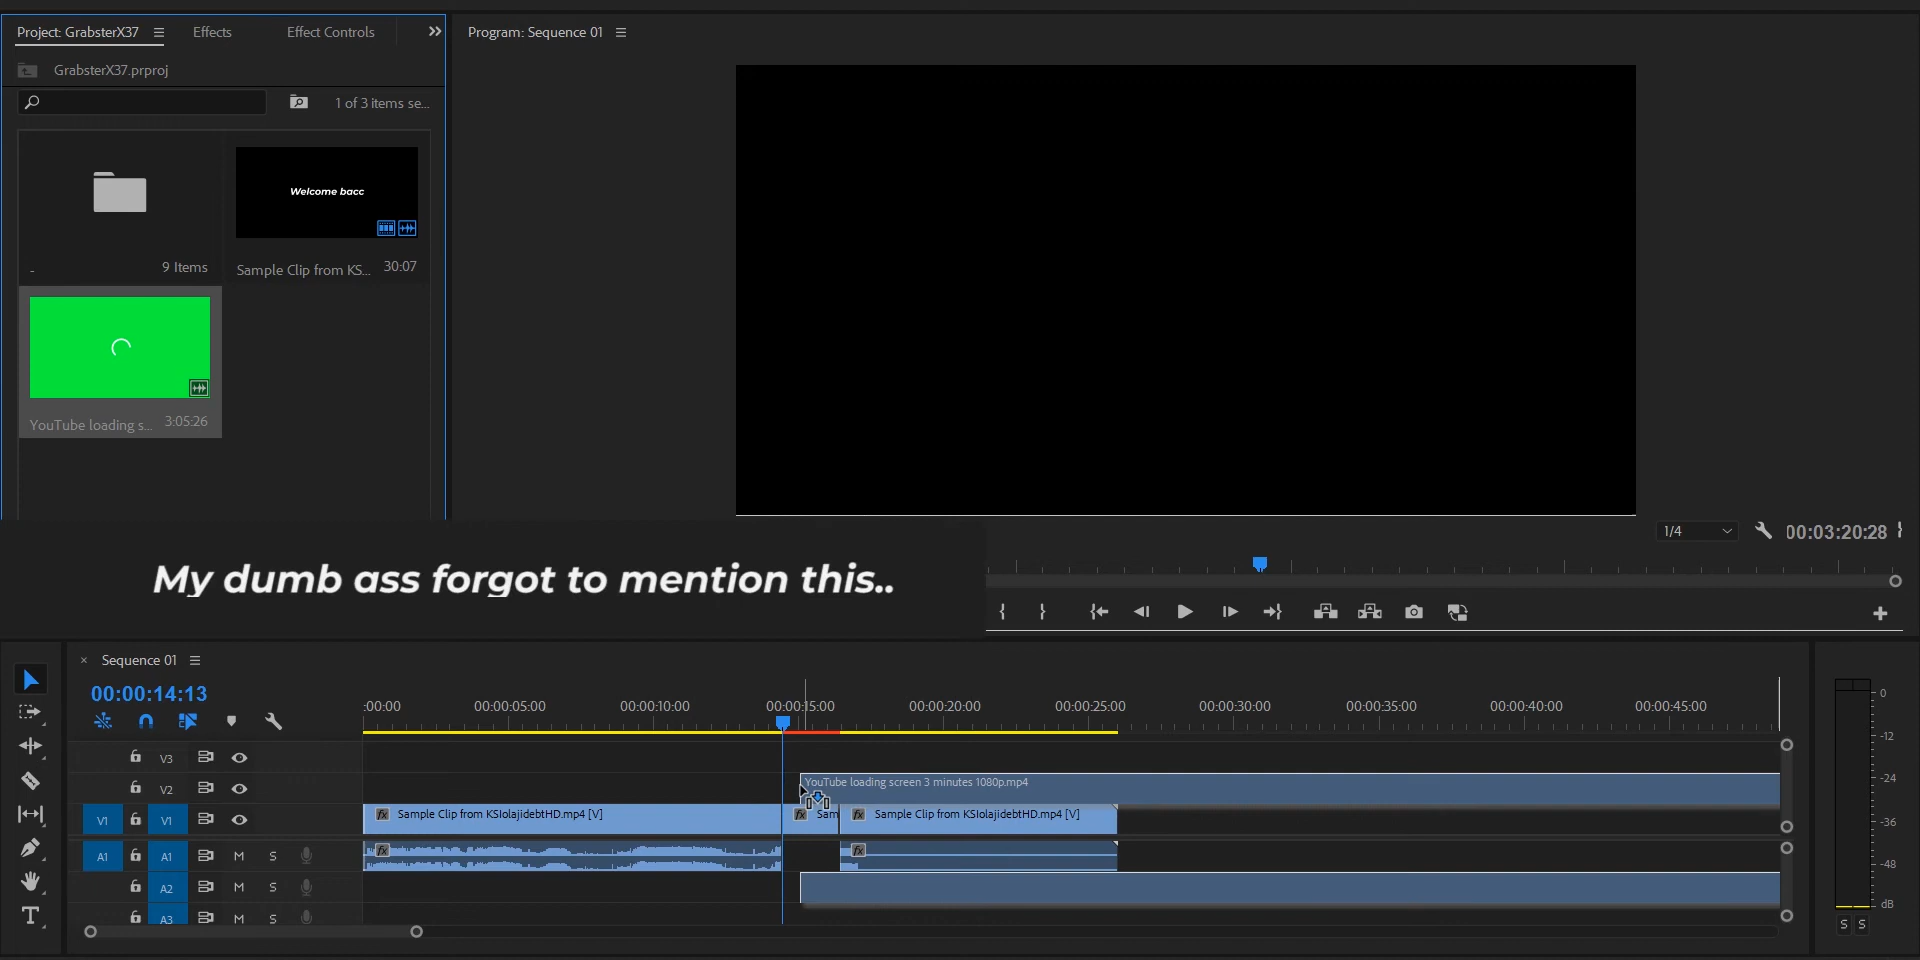 Project: GrabsterX37
Effects
Effect Controls
Program: Sequence 01
GrabsterX37.prproj
1 of 3 items se...
Welcome bacc
-
9 Items
Sample Clip from KS...
30:07
YouTube loading s...
3:05:26
1/4
00:03:20:28
My dumb ass forgot to mention this..
× Sequence 01
00:00:14:13
:00:00
00:00:05:00
00:00:10:00
00:00:15:00
00:00:20:00
00:00:25:00
00:00:30:00
00:00:35:00
00:00:40:00
00:00:45:00
V3
YouTube loading screen 3 minutes 1080p.mp4
V2
V1
V1
fx
Sample Clip from KSIolajidebtHD.mp4 [V]
fx
Sam
fx
Sample Clip from KSIolajidebtHD.mp4 [V]
A1
A1
M
S
fx
fx
A2
M
S
A3
M
S
T
0
-12
-24
-36
-48
dB
S
S